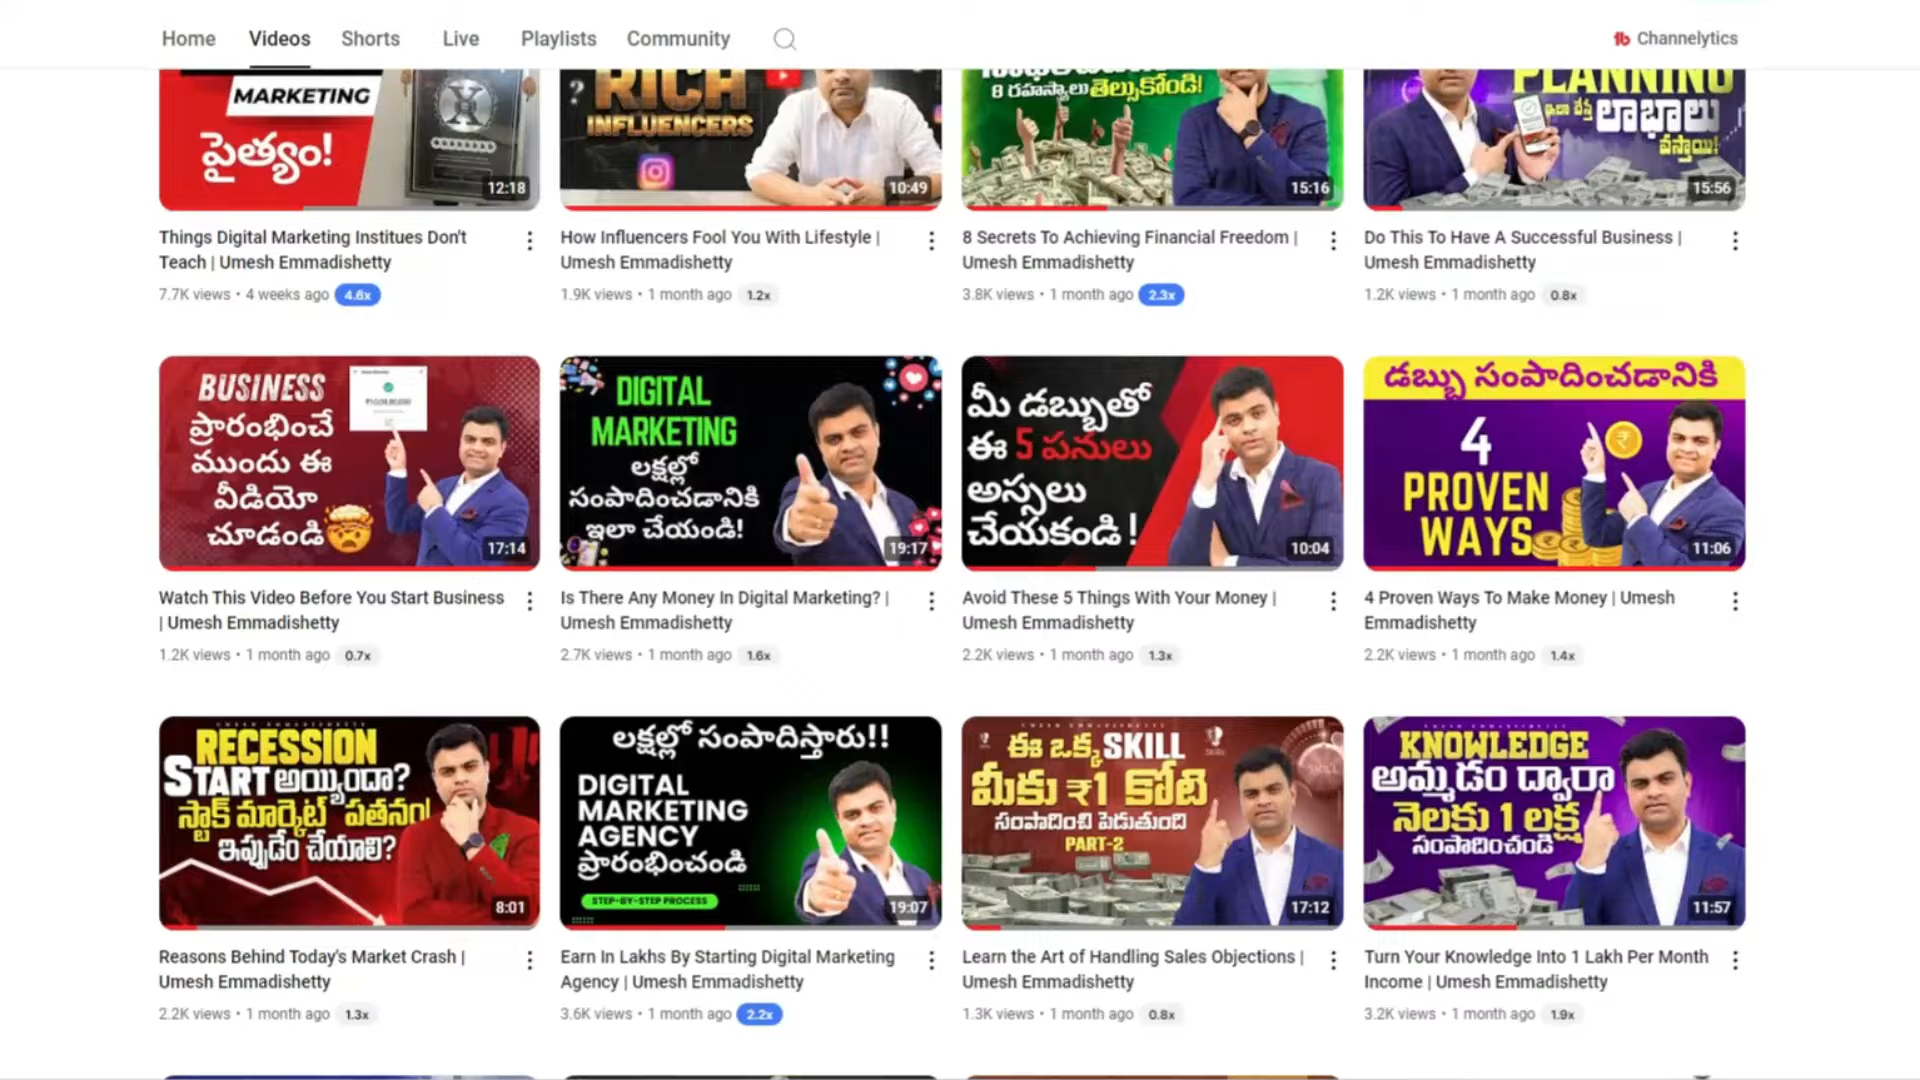 Home Videos Shorts Live Playlists Community
Channelytics
MARKETING
పైత్యం!
12:18
RICH
INFLUENCERS
10:49
8 రహస్యాలు తెల్సుకోండి!
15:16
PLANNING
ఇలా చేస్తే లాభాలు
వస్తాయి!
15:56
Things Digital Marketing Institues Don't
Teach | Umesh Emmadishetty
7.7K views • 4 weeks ago 4.6x
How Influencers Fool You With Lifestyle |
Umesh Emmadishetty
1.9K views • 1 month ago 1.2x
8 Secrets To Achieving Financial Freedom |
Umesh Emmadishetty
3.8K views • 1 month ago 2.3x
Do This To Have A Successful Business |
Umesh Emmadishetty
1.2K views • 1 month ago 0.8x
BUSINESS
ప్రారంభించే
ముందు ఈ
వీడియో
చూడండి
17:14
DIGITAL
MARKETING
లక్షల్లో
సంపాదించడానికి
ఇలా చేయండి!
19:17
మీ డబ్బుతో
ఈ 5 పనులు
అస్సలు
చేయకండి !
10:04
డబ్బు సంపాదించడానికి
4
PROVEN
WAYS
11:06
Watch This Video Before You Start Business
| Umesh Emmadishetty
1.2K views • 1 month ago 0.7x
Is There Any Money In Digital Marketing? |
Umesh Emmadishetty
2.7K views • 1 month ago 1.6x
Avoid These 5 Things With Your Money |
Umesh Emmadishetty
2.2K views • 1 month ago 1.3x
4 Proven Ways To Make Money | Umesh
Emmadishetty
2.2K views • 1 month ago 1.4x
RECESSION
START అయ్యిందా?
స్టాక్ మార్కెట్ పతనం!
ఇప్పుడేం చేయాలి?
8:01
లక్షల్లో సంపాదిస్తారు!!
DIGITAL
MARKETING
AGENCY
ప్రారంభించండి
STEP-BY-STEP PROCESS
19:07
ఈ ఒక్క SKILL
మీకు ₹1 కోటి
సంపాదించి పెడుతుంది
PART-2
17:12
KNOWLEDGE
అమ్మడం ద్వారా
నెలకు 1 లక్ష
సంపాదించండి
11:57
Reasons Behind Today's Market Crash |
Umesh Emmadishetty
2.2K views • 1 month ago 1.3x
Earn In Lakhs By Starting Digital Marketing
Agency | Umesh Emmadishetty
3.6K views • 1 month ago 2.2x
Learn the Art of Handling Sales Objections |
Umesh Emmadishetty
1.3K views • 1 month ago 0.8x
Turn Your Knowledge Into 1 Lakh Per Month
Income | Umesh Emmadishetty
3.2K views • 1 month ago 1.9x